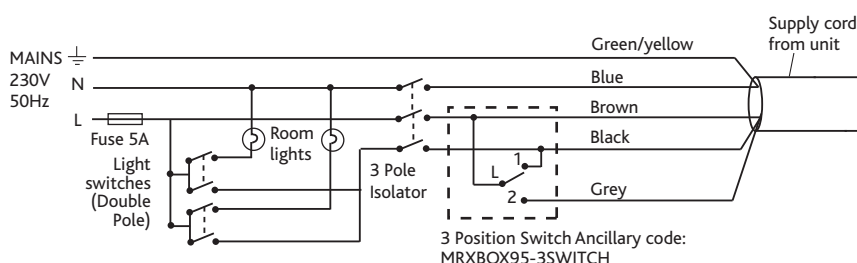 Supply cord
from unit
Green/yellow
MAINS
230V
50Hz
N
Blue
L
Brown
Fuse 5A
Room
lights
Black
Light
switches
(Double
Pole)
3 Pole
Isolator
L
1
2
Grey
3 Position Switch Ancillary code:
MRXBOX95-3SWITCH